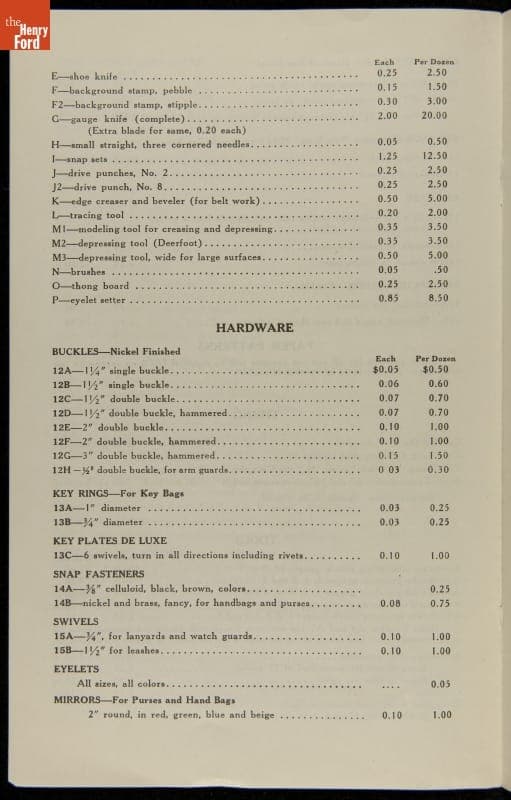 the
Henry
Ford
Each Per Dozen
E—shoe knife ........ 0.25 2.50
F—background stamp, pebble ........ 0.15 1.50
F2—background stamp, stipple........ 0.30 3.00
G—gauge knife (complete)........ 2.00 20.00
(Extra blade for same, 0.20 each)
H—small straight, three cornered needles........ 0.05 0.50
I—snap sets ........ 1.25 12.50
J—drive punches, No. 2........ 0.25 2.50
J2—drive punch, No. 8........ 0.25 2.50
K—edge creaser and beveler (for belt work)........ 0.50 5.00
L—tracing tool ........ 0.20 2.00
M1—modeling tool for creasing and depressing........ 0.35 3.50
M2—depressing tool (Deerfoot)........ 0.35 3.50
M3—depressing tool, wide for large surfaces........ 0.50 5.00
N—brushes ........ 0.05 .50
O—thong board ........ 0.25 2.50
P—eyelet setter ........ 0.85 8.50
HARDWARE
BUCKLES—Nickel Finished
Each Per Dozen
12A—1¼" single buckle........ $0.05 $0.50
12B—1½" single buckle........ 0.06 0.60
12C—1½" double buckle........ 0.07 0.70
12D—1½" double buckle, hammered........ 0.07 0.70
12E—2" double buckle........ 0.10 1.00
12F—2" double buckle, hammered........ 0.10 1.00
12G—3" double buckle, hammered........ 0.15 1.50
12H—½" double buckle, for arm guards........ 0 03 0.30
KEY RINGS—For Key Bags
13A—1" diameter ........ 0.03 0.25
13B—¾" diameter ........ 0.03 0.25
KEY PLATES DE LUXE
13C—6 swivels, turn in all directions including rivets........ 0.10 1.00
SNAP FASTENERS
14A—⅜" celluloid, black, brown, colors........ 0.25
14B—nickel and brass, fancy, for handbags and purses........ 0.08 0.75
SWIVELS
15A—¾", for lanyards and watch guards........ 0.10 1.00
15B—1½" for leashes........ 0.10 1.00
EYELETS
All sizes, all colors........ .... 0.05
MIRRORS—For Purses and Hand Bags
2" round, in red, green, blue and beige ........ 0.10 1.00